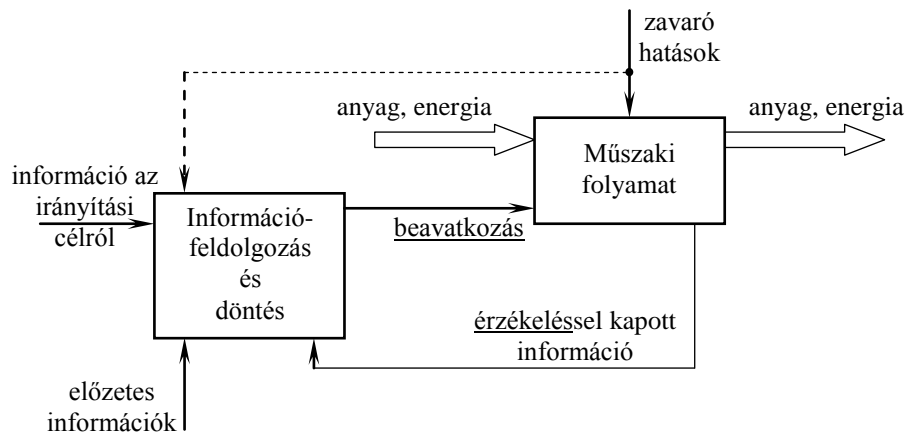 zavaró
hatások
anyag, energia
anyag, energia
Műszaki
folyamat
információ az
irányítási
célról
Információ-
feldolgozás
és
döntés
beavatkozás
érzékeléssel kapott
információ
előzetes
információk